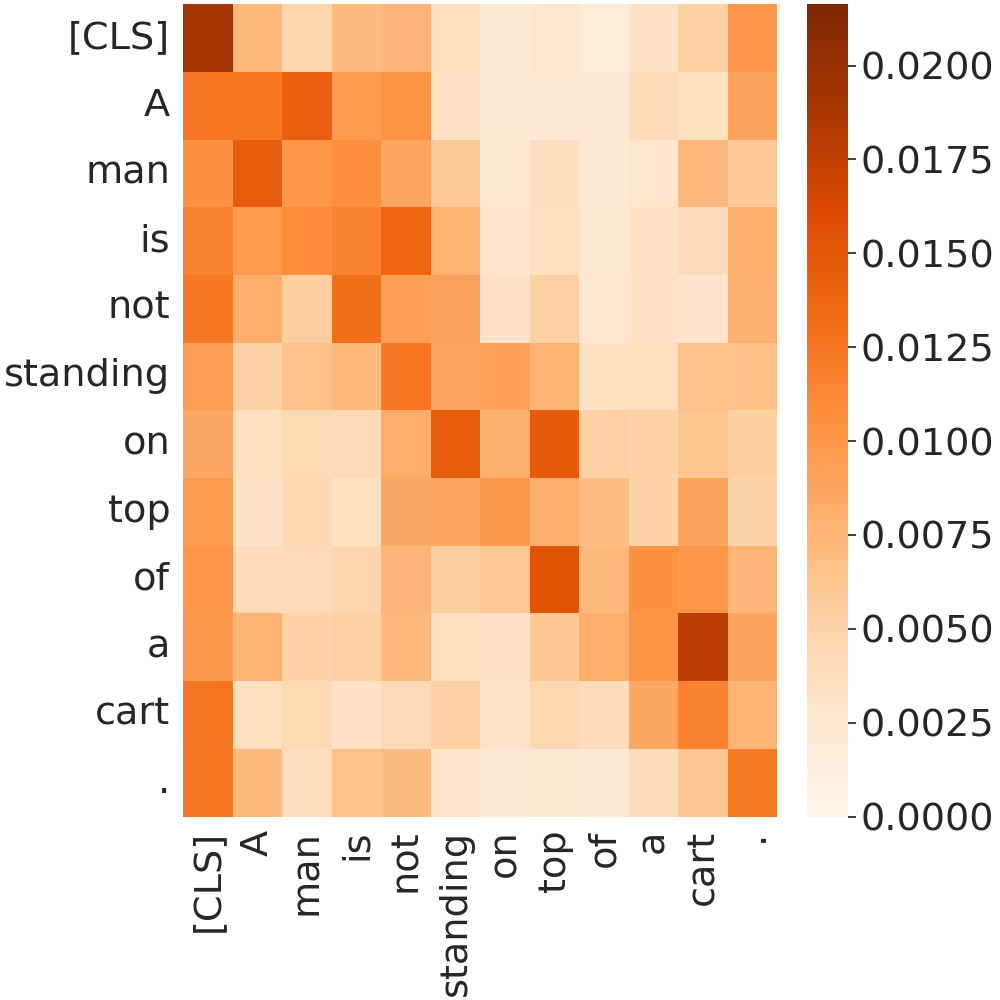 [CLS]
A
man
is
not
standing
on
top
of
a
cart
.
[CLS] A man is not standing on top of a cart .
0.0200
0.0175
0.0150
0.0125
0.0100
0.0075
0.0050
0.0025
0.0000